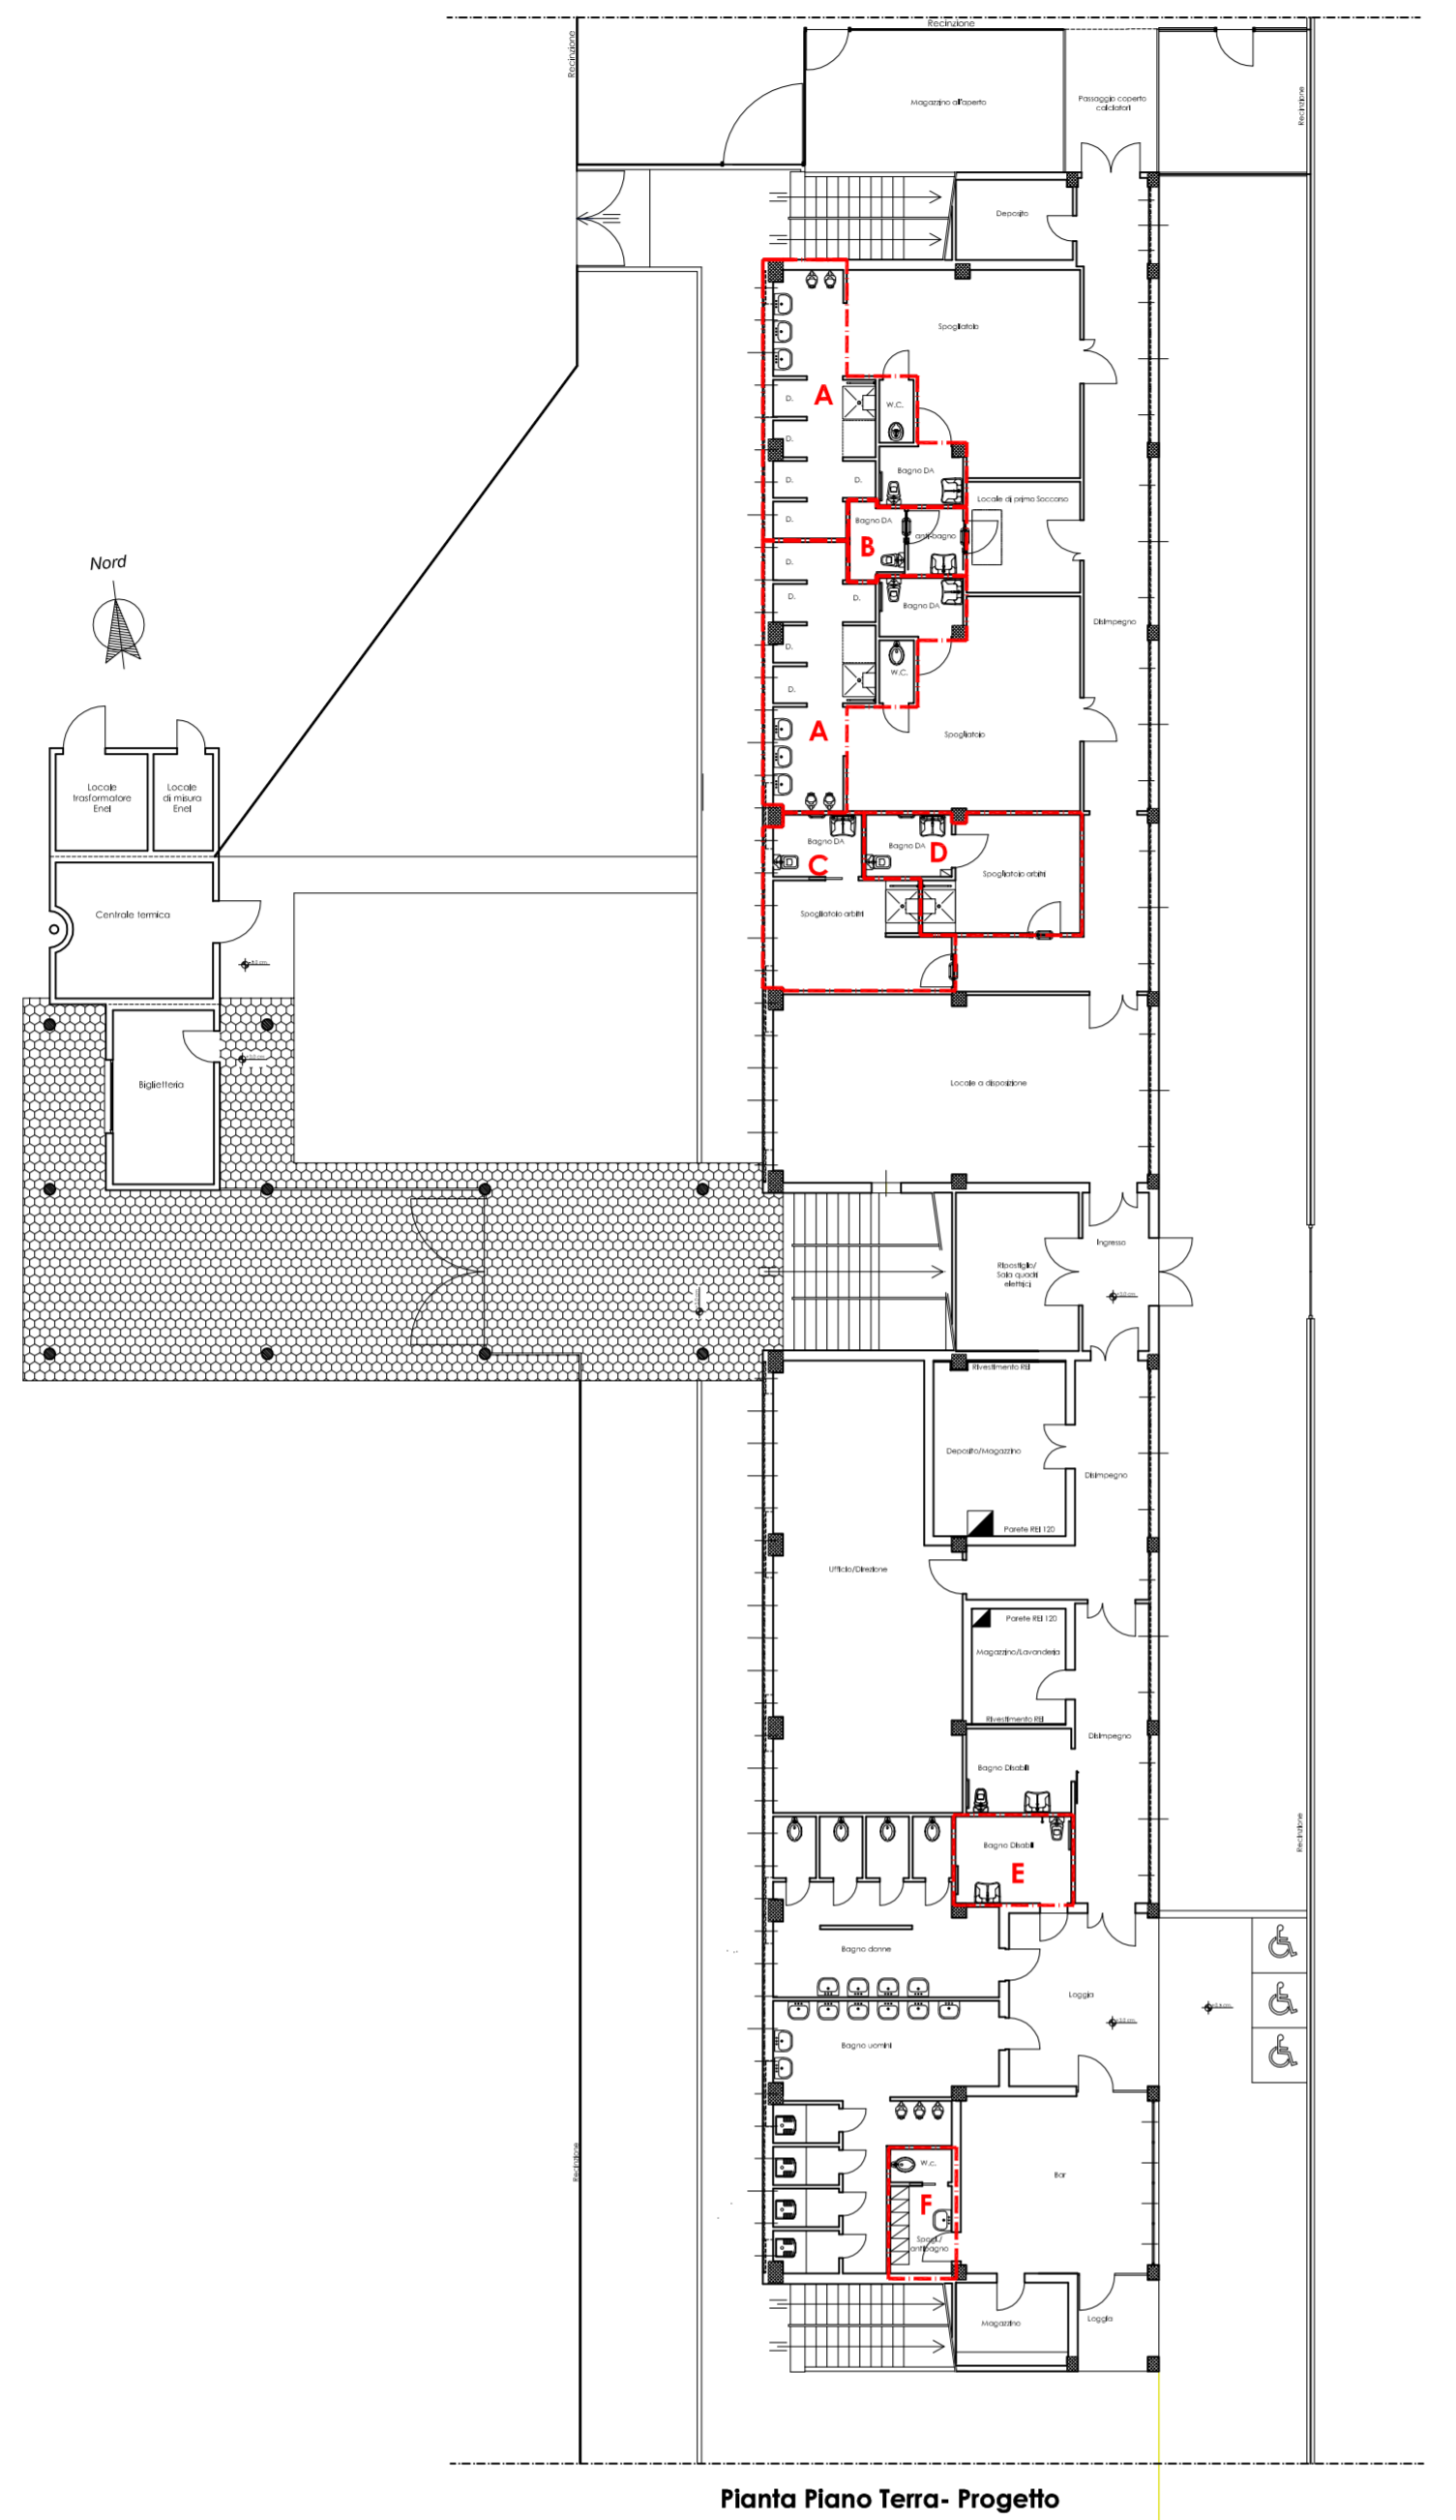 Recinzione
Recinzione
Magazzino all'aperto
Passaggio coperto
calciatori
Recinzione
Deposito
Spogliatoio
A
D.
W.C.
D.
Bagno DA
D.
D.
Locale di primo Soccorso
D.
Bagno DA
anti-bagno
B
Nord
D.
D.
D.
Bagno DA
Disimpegno
D.
W.C.
D.
A
Spogliatoio
Locale
trasformatore
Enel
Locale
di misura
Enel
Bagno DA
C
Bagno DA
D
Spogliatoio arbitri
Centrale termica
Spogliatoio arbitri
Biglietteria
Locale a disposizione
Ingresso
Ripostiglio/
Sala quadri
elettrici
Rivestimento REI
Deposito/Magazzino
Disimpegno
Parete REI 120
Ufficio/Direzione
Parete REI 120
Magazzino/Lavanderia
Rivestimento REI
Disimpegno
Bagno Disabili
Recinzione
Bagno Disabili
E
Bagno donne
Loggia
Bagno uomini
Recinzione
W.c.
Bar
F
Spogl./
antibagno
Magazzino
Loggia
Pianta Piano Terra- Progetto